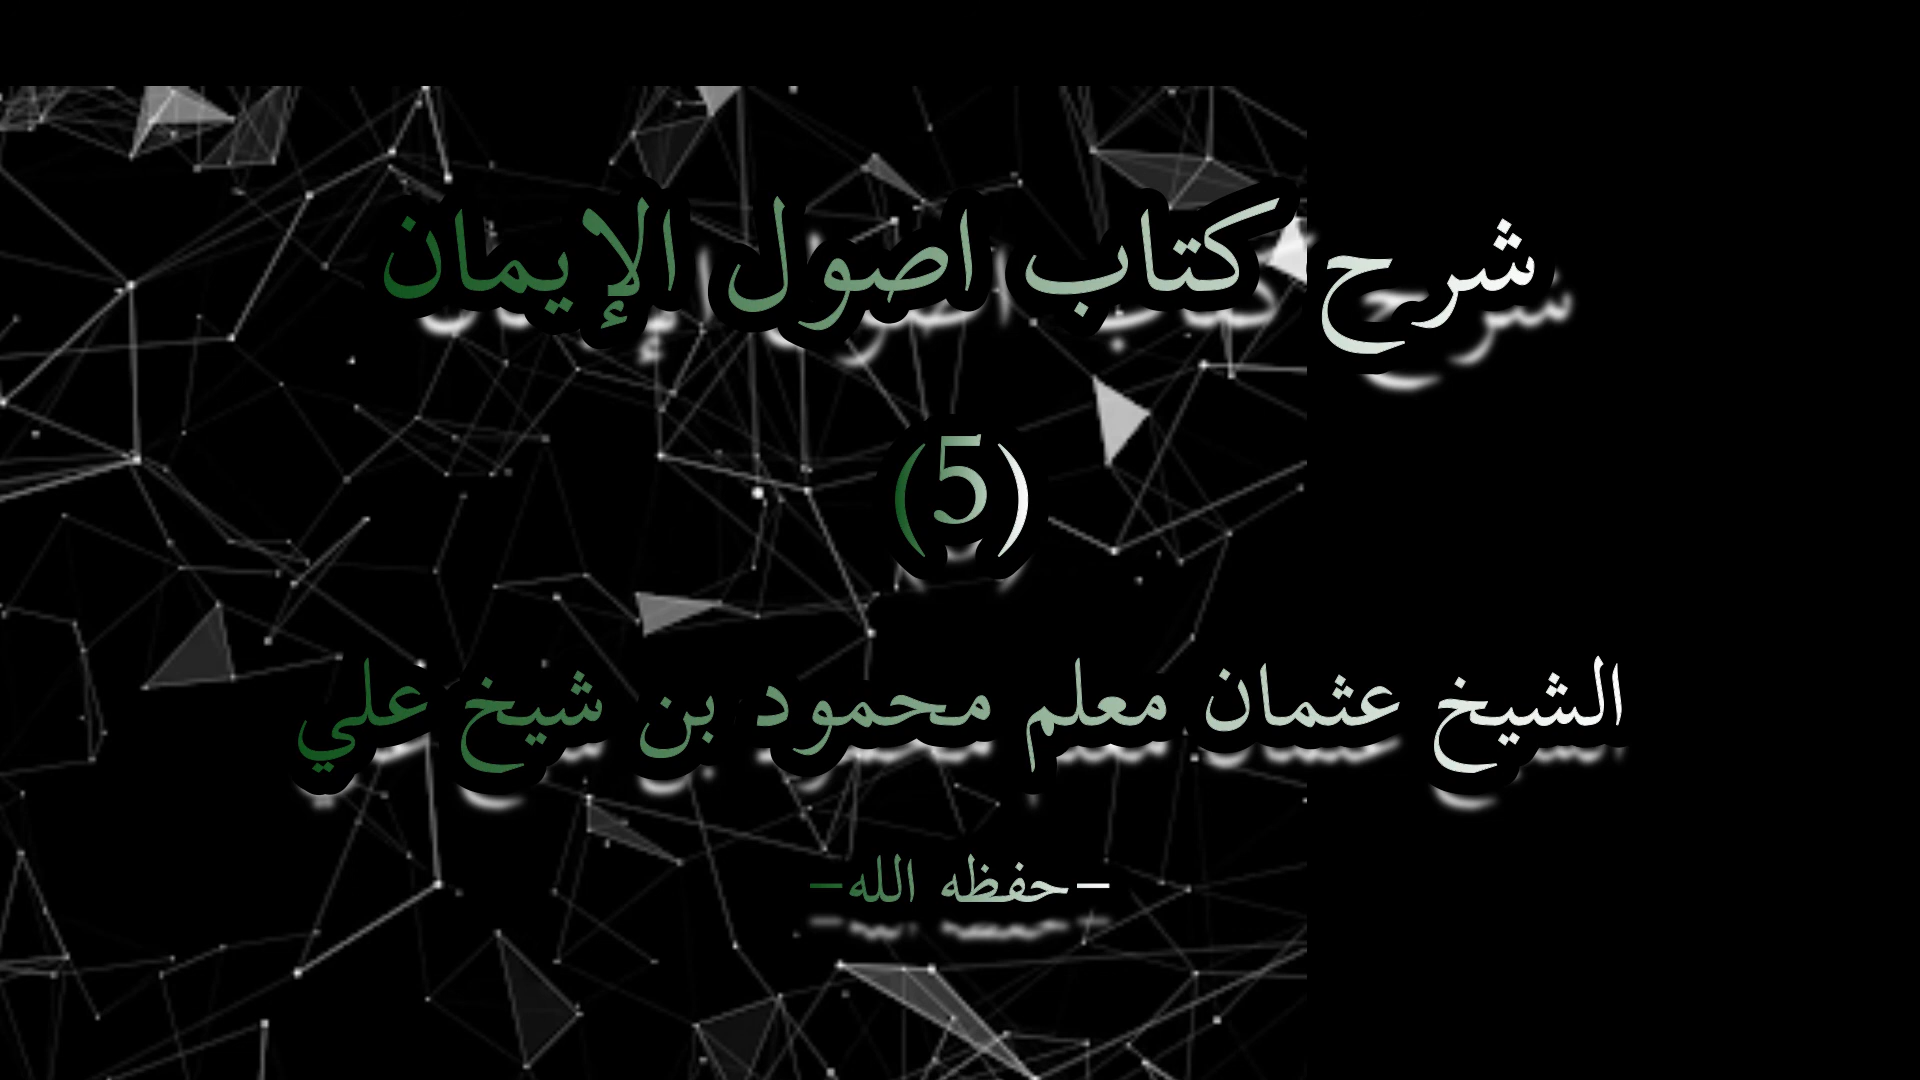 شرح كتاب اصول الإيمان
(5)
الشيخ عثمان معلم محمود بن شيخ علي
-حفظه الله-